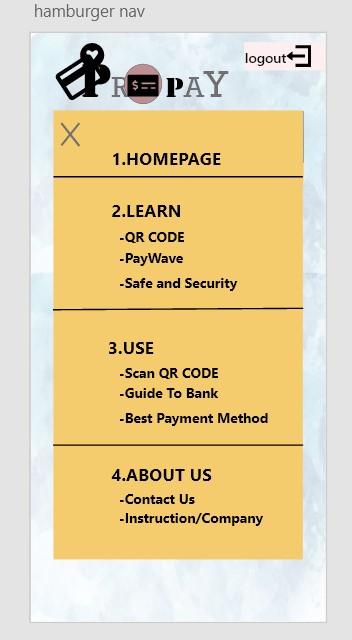 hamburger nav
logout
PROPAY
X
1.HOMEPAGE
2.LEARN
-QR CODE
-PayWave
-Safe and Security
3.USE
-Scan QR CODE
-Guide To Bank
-Best Payment Method
4.ABOUT US
-Contact Us
-Instruction/Company